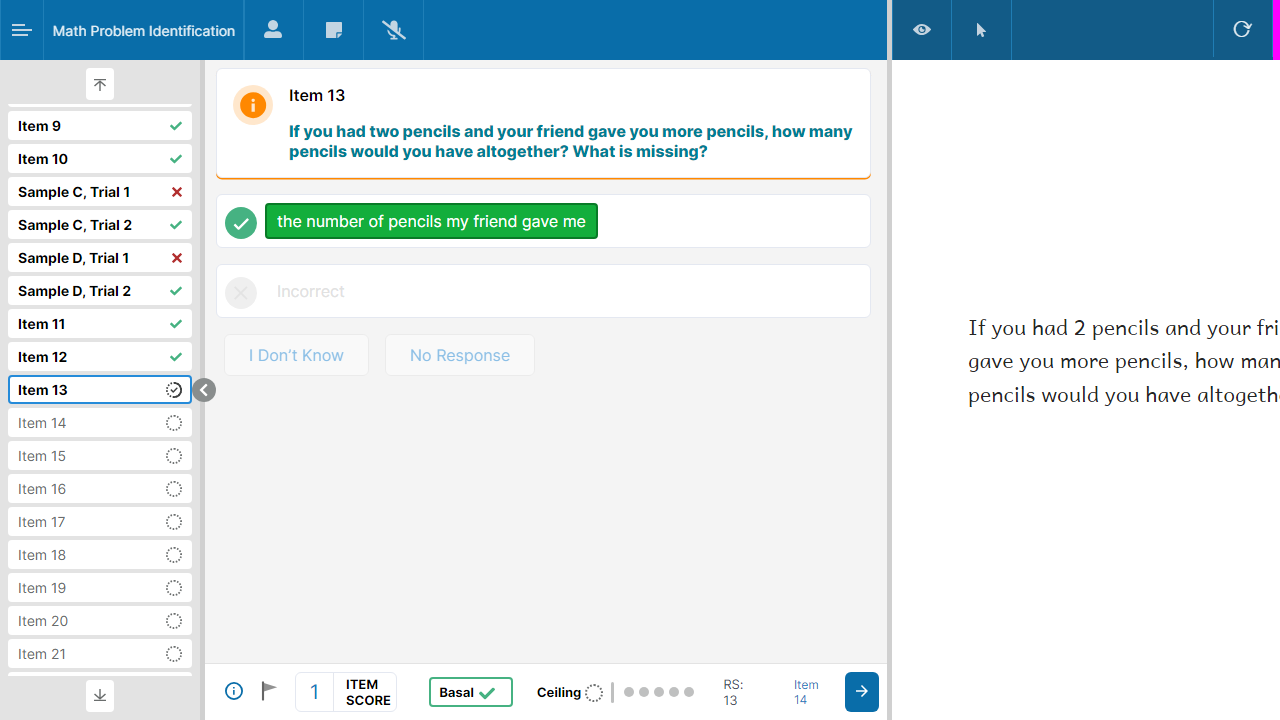 Math Problem Identification
Item 9
Item 10
Sample C, Trial 1
Sample C, Trial 2
Sample D, Trial 1
Sample D, Trial 2
Item 11
Item 12
Item 13
Item 14
Item 15
Item 16
Item 17
Item 18
Item 19
Item 20
Item 21
Item 13
If you had two pencils and your friend gave you more pencils, how many
pencils would you have altogether? What is missing?
the number of pencils my friend gave me
Incorrect
I Don’t Know
No Response
1
ITEM
SCORE
Basal
Ceiling
RS:
13
Item
14
If you had 2 pencils and your fri
gave you more pencils, how man
pencils would you have altogeth